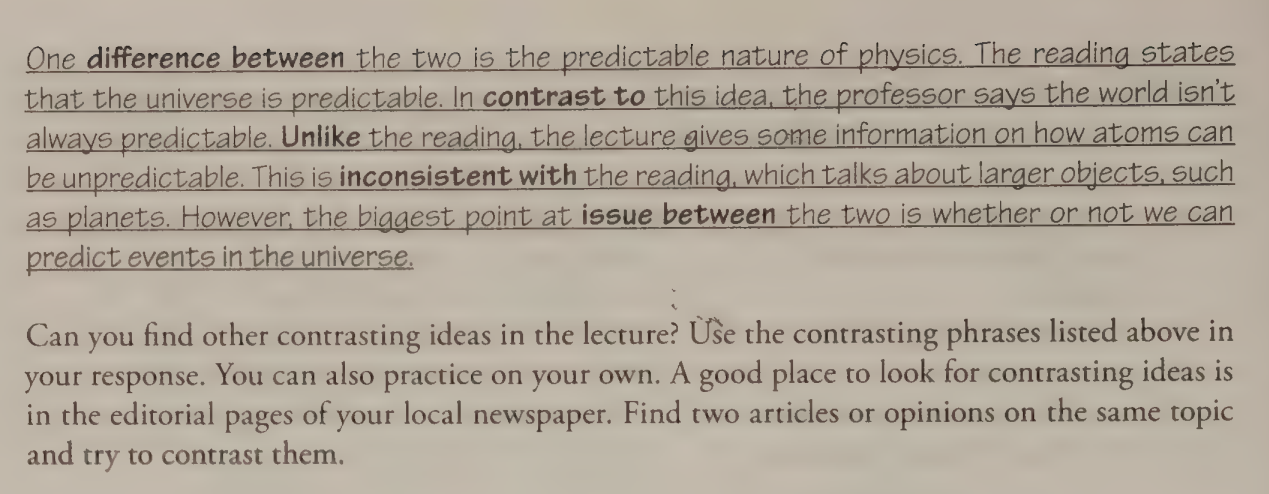 One difference between the two is the predictable nature of physics. The reading states
that the universe is predictable. In contrast to this idea, the professor says the world isn't
always predictable. Unlike the reading, the lecture gives some information on how atoms can
be unpredictable. This is inconsistent with the reading, which talks about larger objects, such
as planets. However, the biggest point at issue between the two is whether or not we can
predict events in the universe.
Can you find other contrasting ideas in the lecture? Use the contrasting phrases listed above in
your response. You can also practice on your own. A good place to look for contrasting ideas is
in the editorial pages of your local newspaper. Find two articles or opinions on the same topic
and try to contrast them.